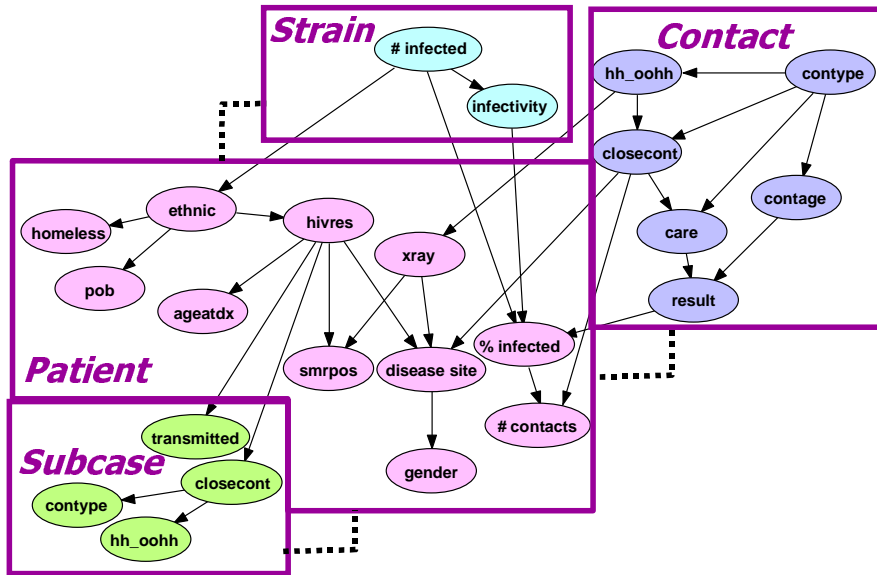 Strain
# infected
infectivity
Contact
hh_oohh
contype
closecont
contage
care
result
ethnic
homeless
hivres
pob
xray
ageatdx
smrpos
disease site
% infected
# contacts
gender
Patient
transmitted
Subcase
closecont
contype
hh_oohh